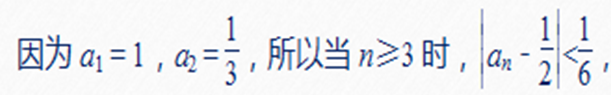 因为 a₁ = 1 , a₂ = 1/3 , 所以当 n≥3 时 , |aₙ - 1/2| < 1/6 ,